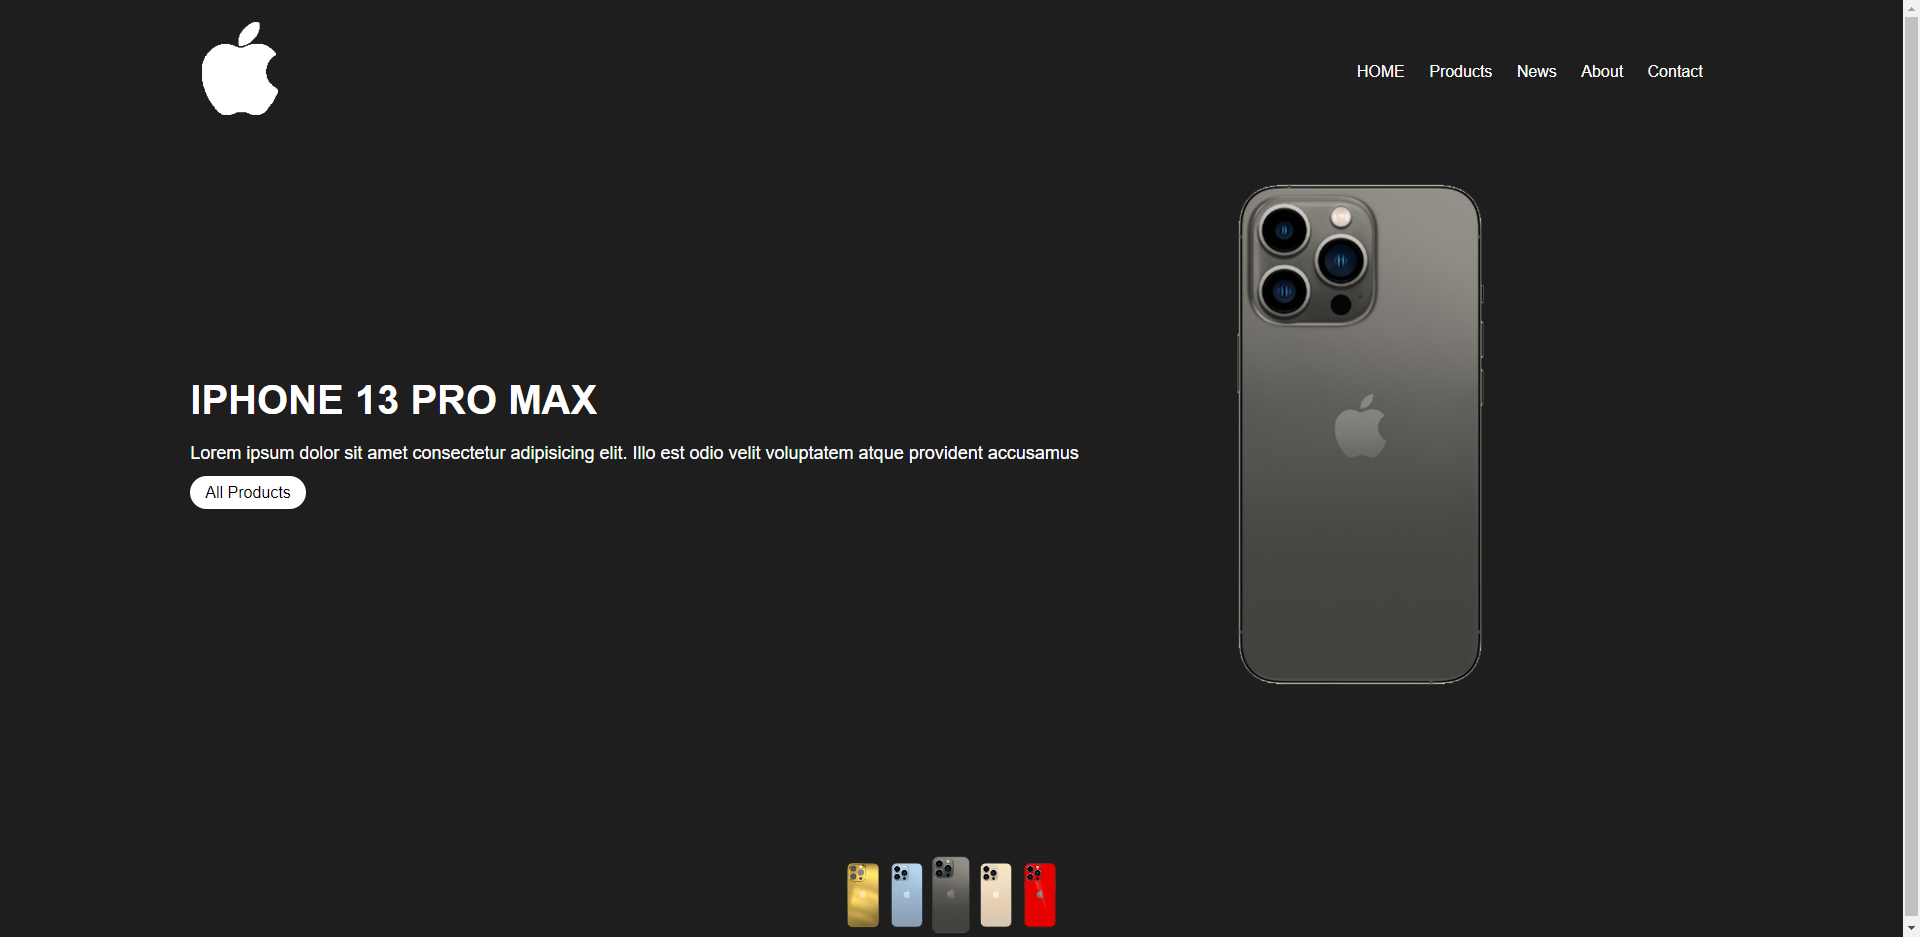 HOME Products News About Contact
IPHONE 13 PRO MAX
Lorem ipsum dolor sit amet consectetur adipisicing elit. Illo est odio velit voluptatem atque provident accusamus
All Products